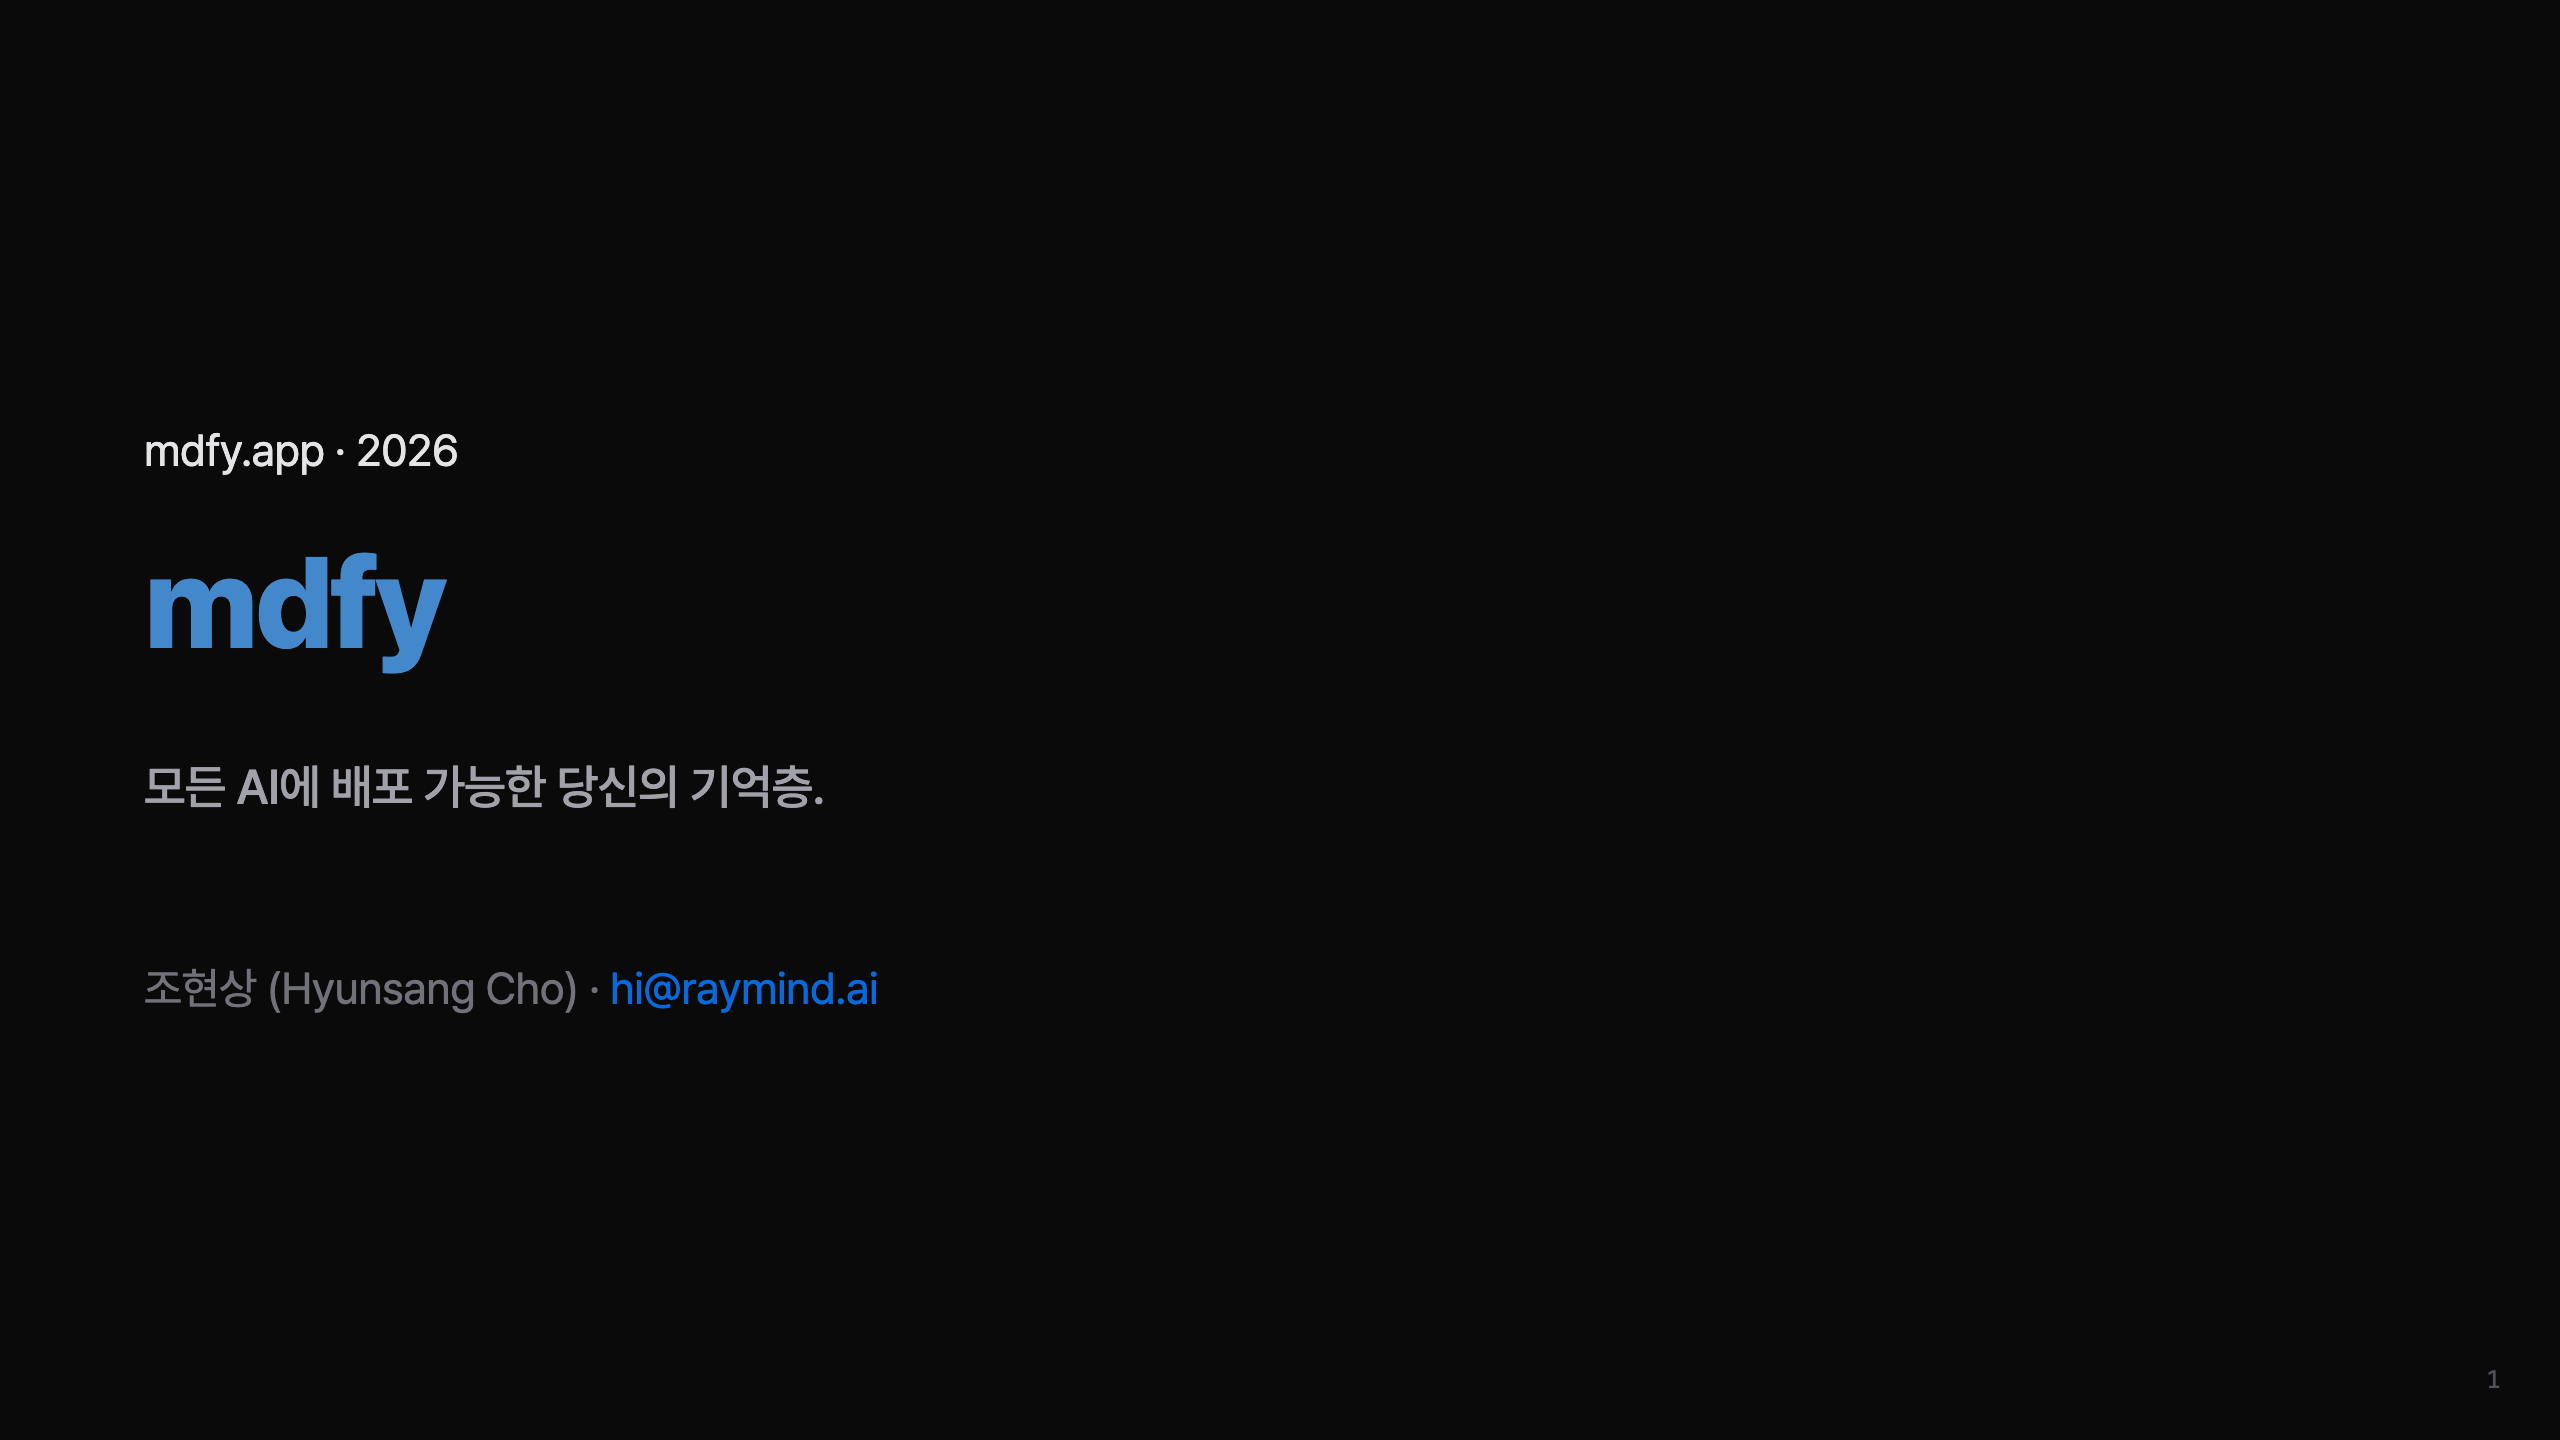 mdfy.app · 2026
mdfy
모든 AI에 배포 가능한 당신의 기억층.
조현상 (Hyunsang Cho) · hi@raymind.ai
1